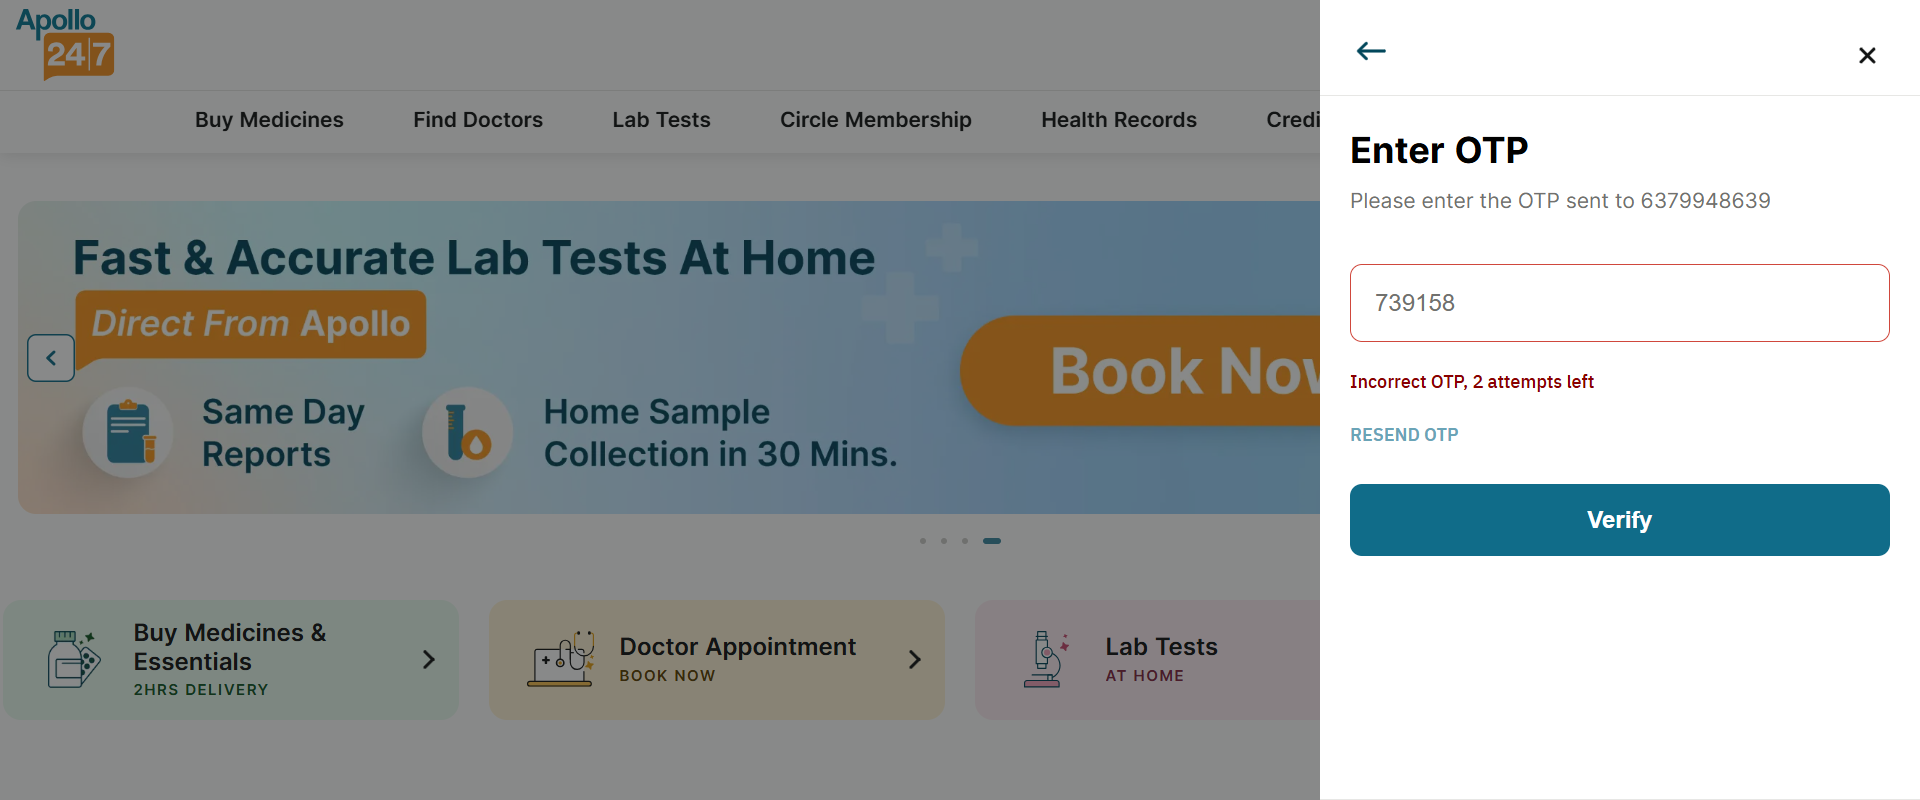 Apollo
24|7
Buy Medicines
Find Doctors
Lab Tests
Circle Membership
Health Records
Fast & Accurate Lab Tests At Home
Direct From Apollo
Same Day
Reports
Home Sample
Collection in 30 Mins.
Book
Buy Medicines &
Essentials
2HRS DELIVERY
Doctor Appointment
BOOK NOW
Lab Tests
AT HOME
Enter OTP
Please enter the OTP sent to 6379948639
739158
Incorrect OTP, 2 attempts left
RESEND OTP
Verify